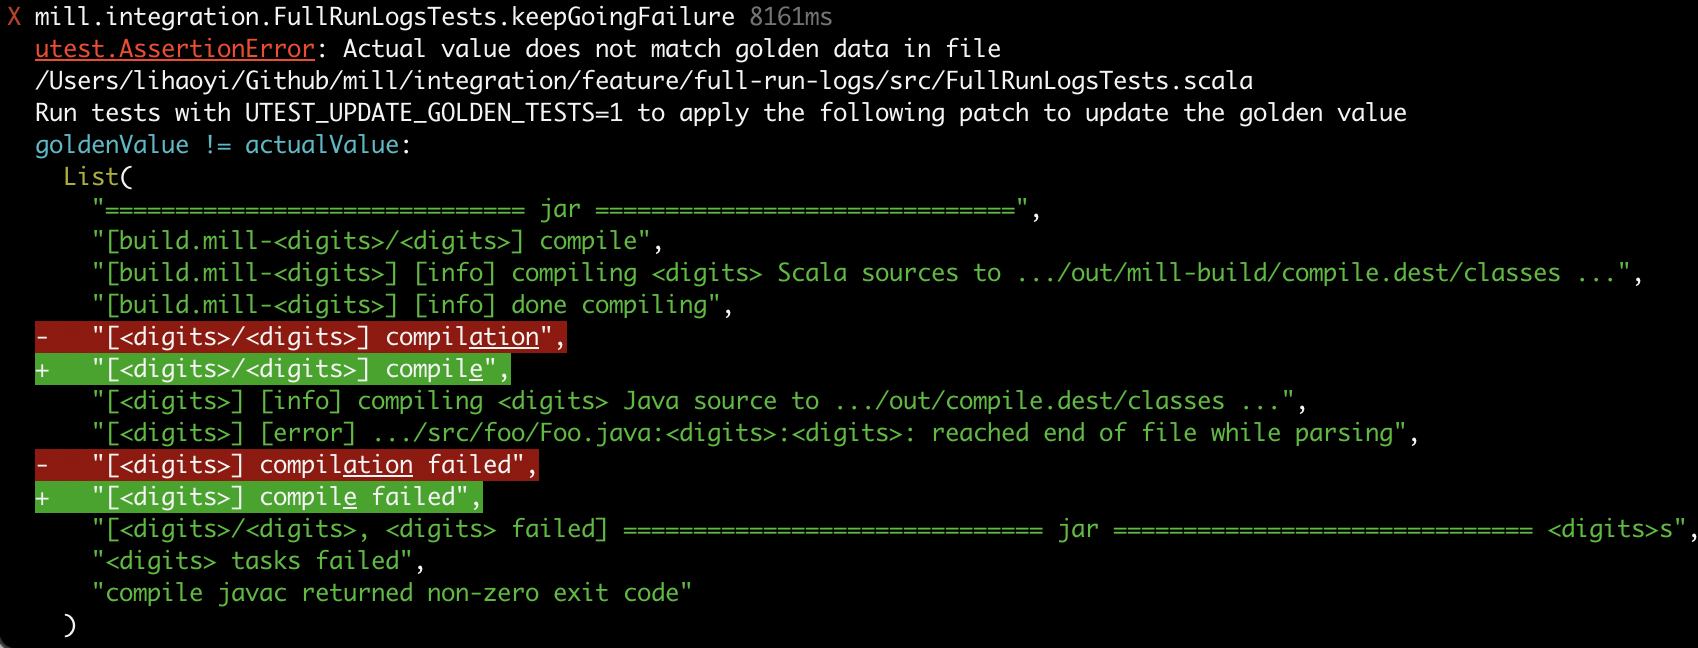 X mill.integration.FullRunLogsTests.keepGoingFailure 8161ms
utest.AssertionError: Actual value does not match golden data in file
/Users/lihaoyi/Github/mill/integration/feature/full-run-logs/src/FullRunLogsTests.scala
Run tests with UTEST_UPDATE_GOLDEN_TESTS=1 to apply the following patch to update the golden value
goldenValue != actualValue:
  List(
    "============================== jar ==============================",
    "[build.mill-<digits>/<digits>] compile",
    "[build.mill-<digits>] [info] compiling <digits> Scala sources to .../out/mill-build/compile.dest/classes ...",
    "[build.mill-<digits>] [info] done compiling",
-   "[<digits>/<digits>] compilation",
+   "[<digits>/<digits>] compile",
    "[<digits>] [info] compiling <digits> Java source to .../out/compile.dest/classes ...",
    "[<digits>] [error] .../src/foo/Foo.java:<digits>:<digits>: reached end of file while parsing",
-   "[<digits>] compilation failed",
+   "[<digits>] compile failed",
    "[<digits>/<digits>, <digits> failed] ============================== jar ============================== <digits>s",
    "<digits> tasks failed",
    "compile javac returned non-zero exit code"
  )